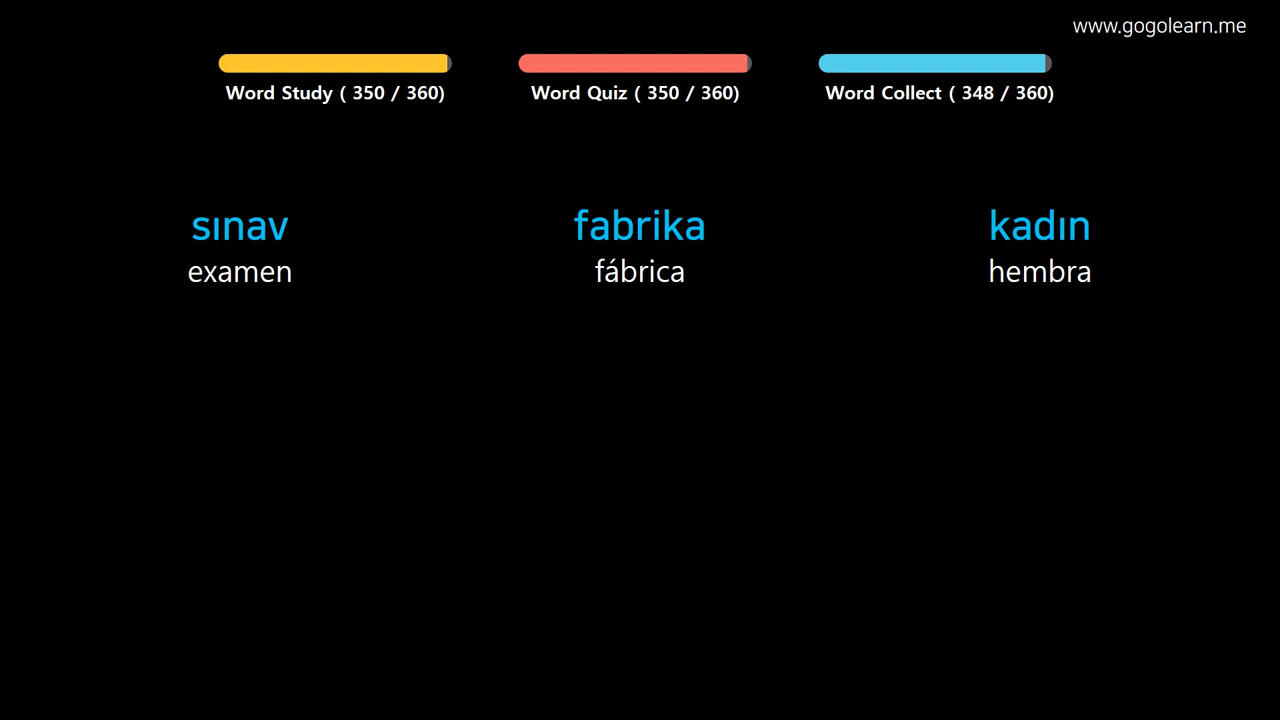 www.gogolearn.me
Word Study ( 350 / 360)
Word Quiz ( 350 / 360)
Word Collect ( 348 / 360)
sınav
examen
fabrika
fábrica
kadın
hembra